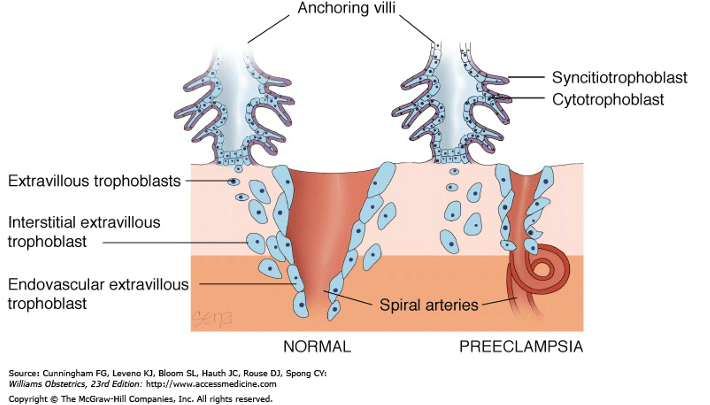 Anchoring villi
Syncitiotrophoblast
Cytotrophoblast
Extravillous trophoblasts
Interstitial extravillous
trophoblast
Endovascular extravillous
trophoblast
Spiral arteries
NORMAL
PREECLAMPSIA
Source: Cunningham FG, Leveno KJ, Bloom SL, Hauth JC, Rouse DJ, Spong CY:
Williams Obstetrics, 23rd Edition: http://www.accessmedicine.com
Copyright © The McGraw-Hill Companies, Inc. All rights reserved.